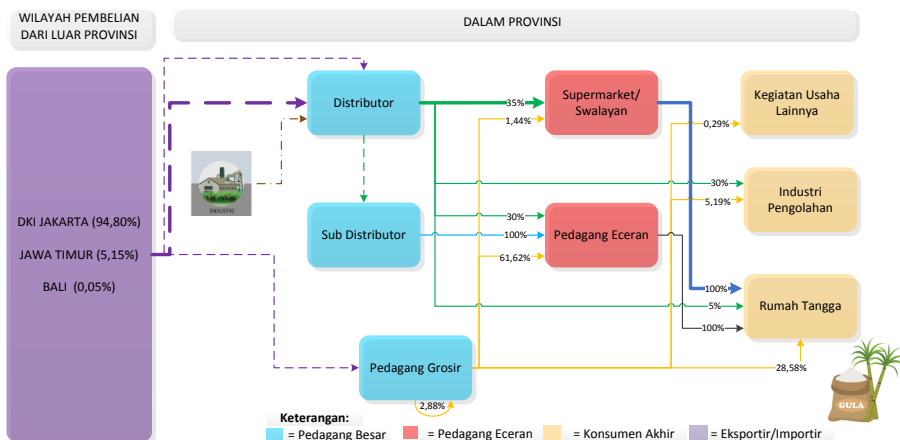 WILAYAH PEMBELIAN
DARI LUAR PROVINSI
DALAM PROVINSI
DKI JAKARTA (94,80%)
JAWA TIMUR (5,15%)
BALI (0,05%)
INDUSTRI
Distributor
Sub Distributor
Pedagang Grosir
Supermarket/
Swalayan
Pedagang Eceran
Kegiatan Usaha
Lainnya
Industri
Pengolahan
Rumah Tangga
35%
1,44%
0,29%
30%
5,19%
30%
100%
61,62%
100%
5%
100%
28,58%
2,88%
GULA
Keterangan:
= Pedagang Besar
= Pedagang Eceran
= Konsumen Akhir
= Eksportir/Importir